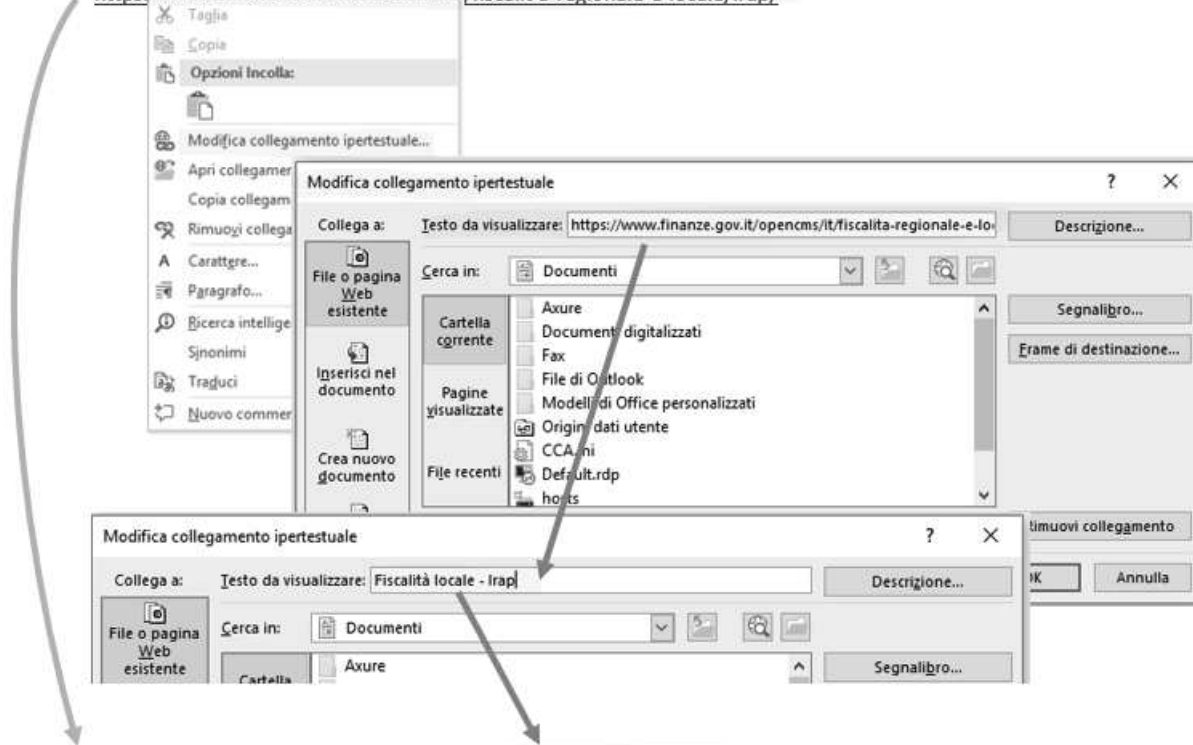 Taglia
Copia
Opzioni Incolla:
Modifica collegamento ipertestuale...
Apri
Copia
Rimuovi
Carattere...
Paragrafo...
Ricerca
Sinonimi
Traduci
Nuovo
Modifica collegamento ipertestuale ? ×
Collega a: Testo da visualizzare: https://www.finanze.gov.it/opencms/it/fiscalita-regionale-e-lo Descrizione...
File o pagina Web esistente
Cerca in: Documenti
Inserisci nel documento
Crea nuovo documento
Cartella corrente
Pagine visualizzate
File recenti
Axure
Documenti digitalizzati
Fax
File di Outlook
Modelli di Office personalizzati
Origini dati utente
CCA.ini
Default.rdp
hosts
Segnalibro...
Frame di destinazione...
Rimuovi collegamento
OK Annulla
Modifica collegamento ipertestuale ? ×
Collega a: Testo da visualizzare: Fiscalità locale - Irap Descrizione...
File o pagina Web esistente
Cerca in: Documenti
Cartella
Axure
Segnalibro...